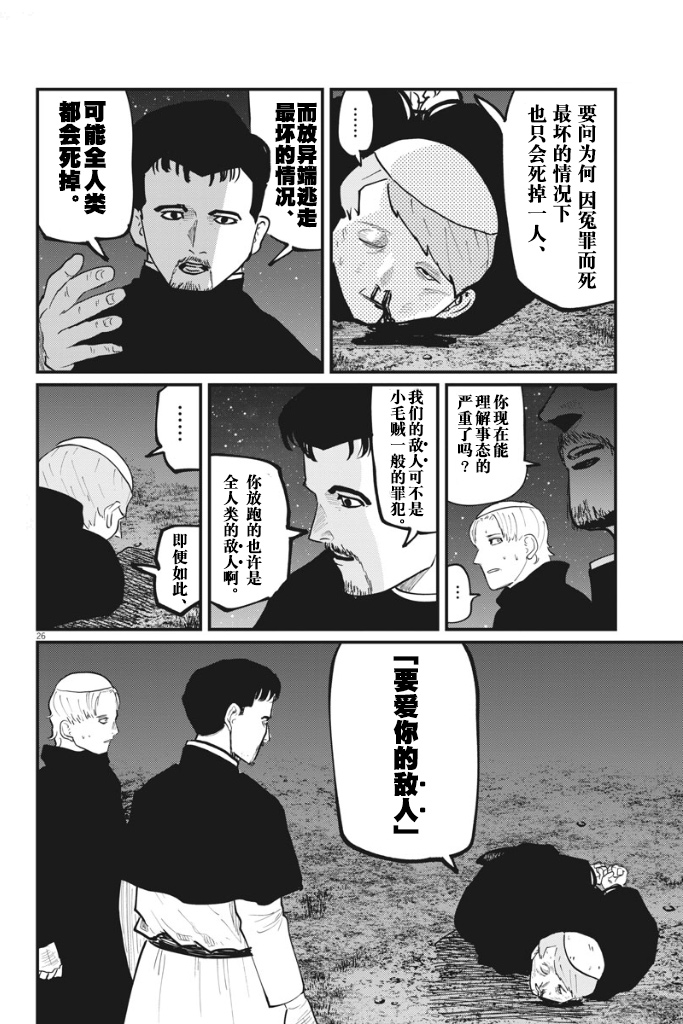 要问为何 因冤罪而死
最坏的情况下
也只会死掉一人、
……
而放异端逃走
最坏的情况、
可能全人类
都会死掉。
你现在能
理解事态的
严重了吗？
…
我们的敌人可不是
小毛贼一般的罪犯。
你放跑的也许是
全人类的敌人啊。
……
即便如此、
26
「要爱你的敌人」